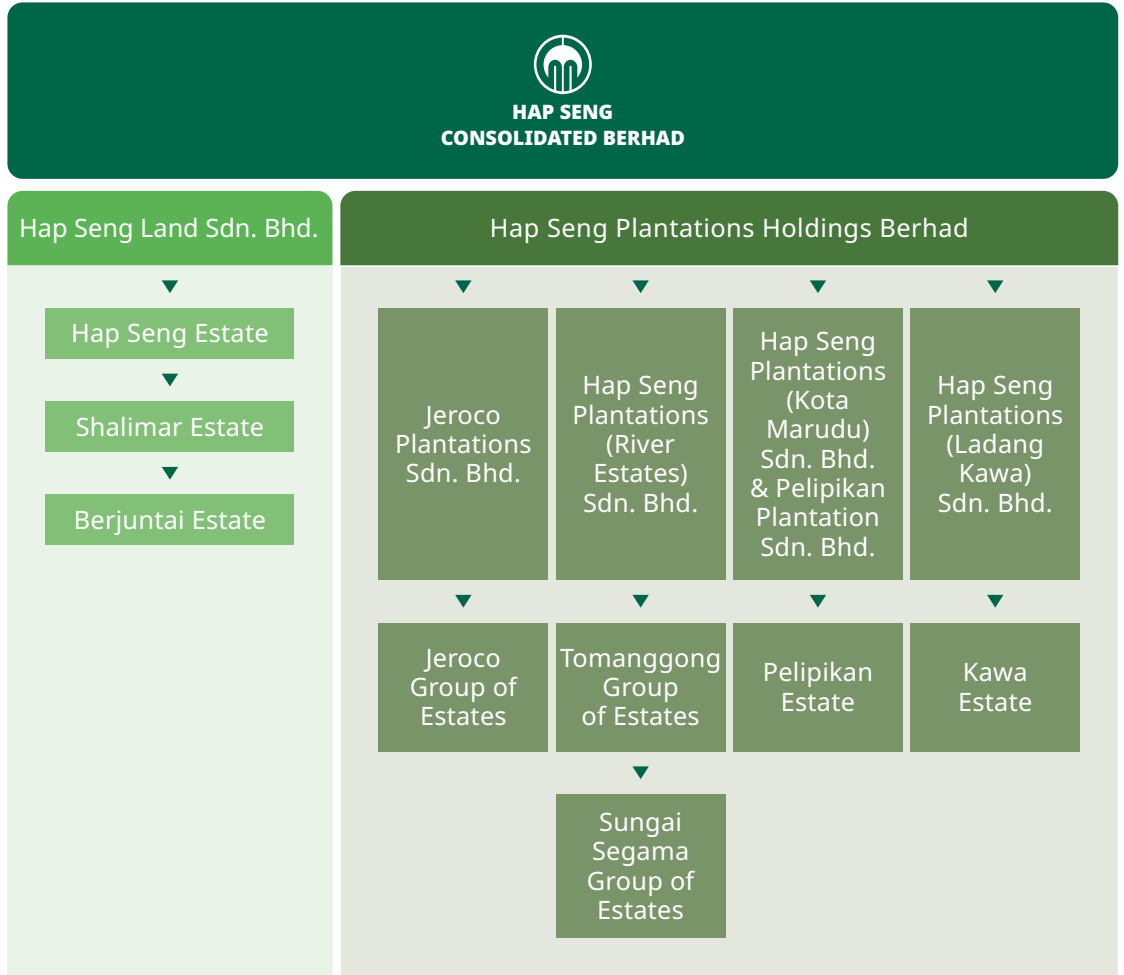 HAP SENG
CONSOLIDATED BERHAD
Hap Seng Land Sdn. Bhd.
Hap Seng Estate
Shalimar Estate
Berjuntai Estate
Hap Seng Plantations Holdings Berhad
Jeroco
Plantations
Sdn. Bhd.
Jeroco
Group of
Estates
Hap Seng
Plantations
(River
Estates)
Sdn. Bhd.
Tomanggong
Group
of Estates
Sungai
Segama
Group of
Estates
Hap Seng
Plantations
(Kota
Marudu)
Sdn. Bhd.
& Pelipikan
Plantation
Sdn. Bhd.
Pelipikan
Estate
Hap Seng
Plantations
(Ladang
Kawa)
Sdn. Bhd.
Kawa
Estate